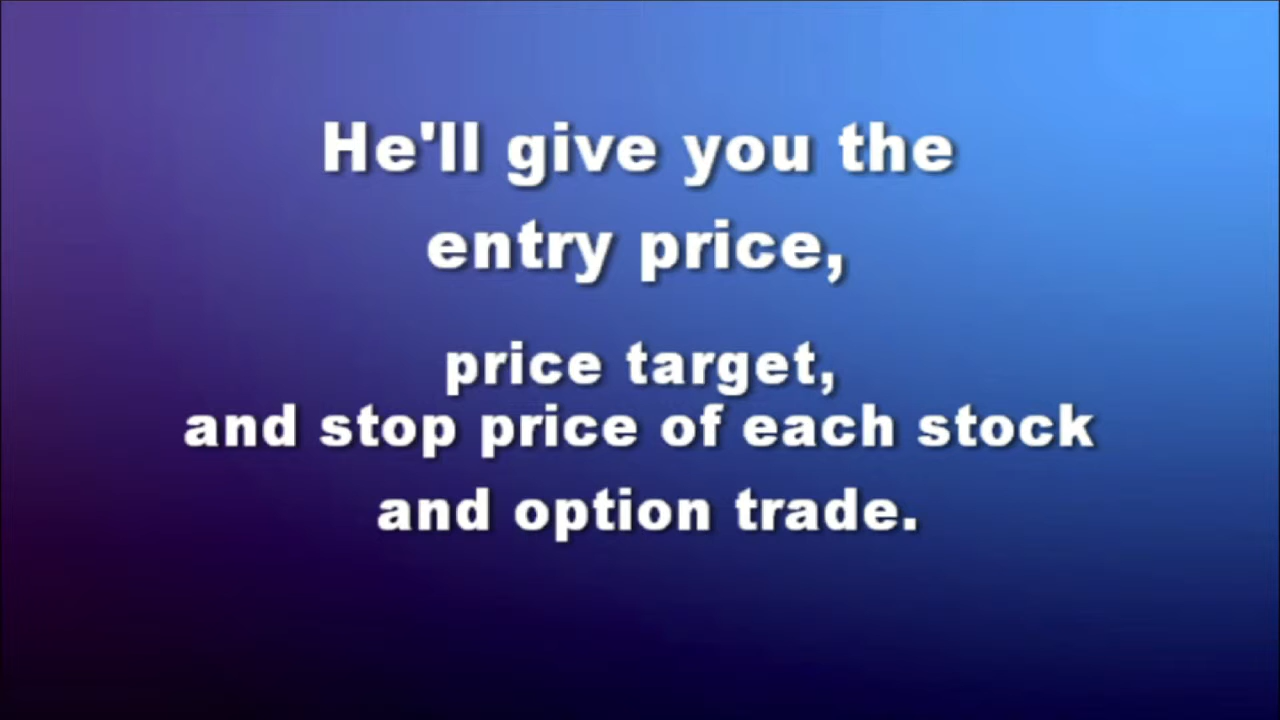 He'll give you the
entry price,
price target,
and stop price of each stock
and option trade.